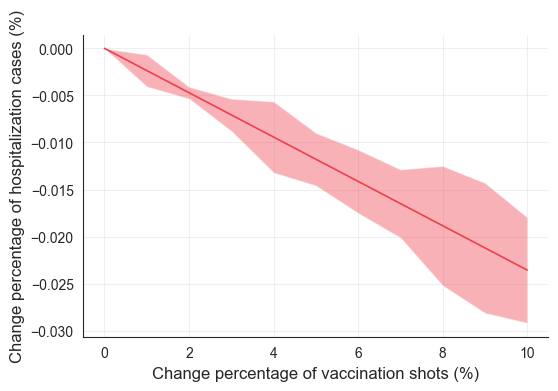 Change percentage of hospitalization cases (%)
0.000
−0.005
−0.010
−0.015
−0.020
−0.025
−0.030
0 2 4 6 8 10
Change percentage of vaccination shots (%)